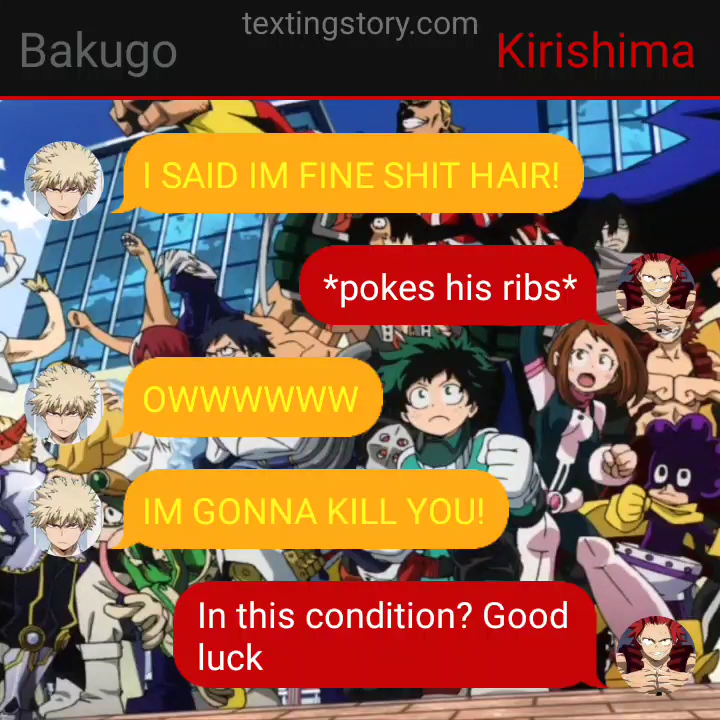 textingstory.com
Bakugo
Kirishima
I SAID IM FINE SHIT HAIR!
*pokes his ribs*
OWWWWWW
IM GONNA KILL YOU!
In this condition? Good
luck